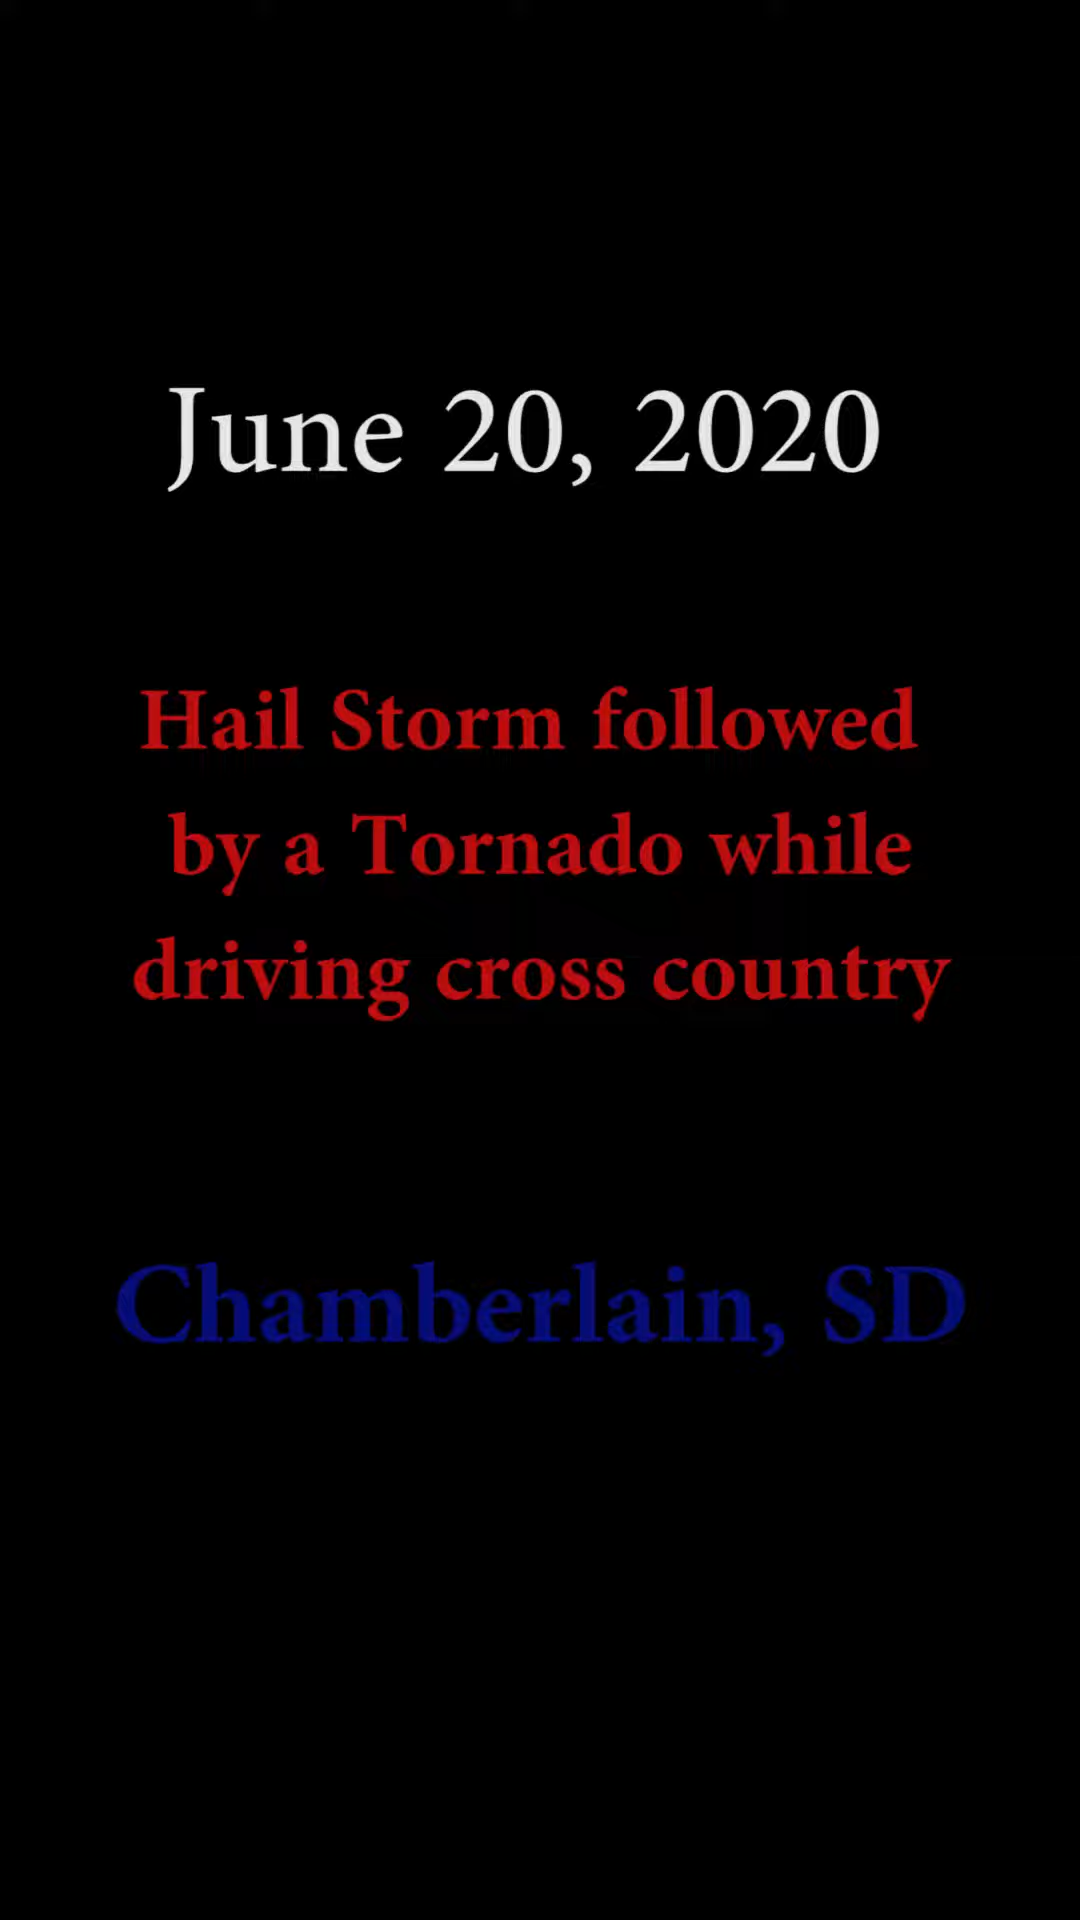 June 20, 2020
Hail Storm followed
by a Tornado while
driving cross country
Chamberlain, SD